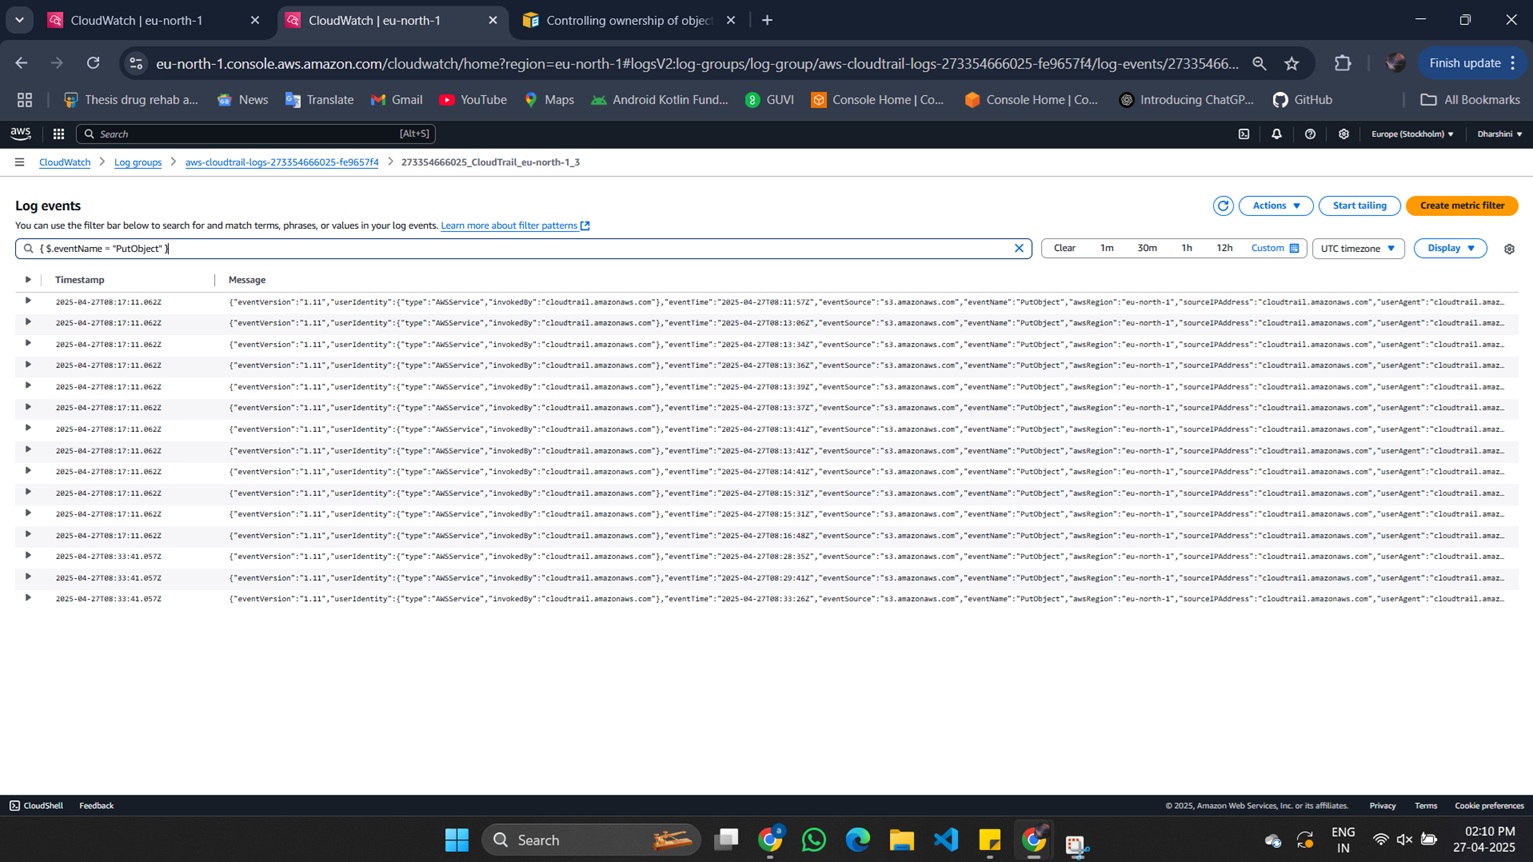 CloudWatch | eu-north-1
CloudWatch | eu-north-1
Controlling ownership of object
eu-north-1.console.aws.amazon.com/cloudwatch/home?region=eu-north-1#logsV2:log-groups/log-group/aws-cloudtrail-logs-273354666025-fe9657f4/log-events/27335466...
Finish update
Thesis drug rehab a...
News
Translate
Gmail
YouTube
Maps
Android Kotlin Fund...
GUVI
Console Home | Co...
Console Home | Co...
Introducing ChatGP...
GitHub
All Bookmarks
aws
Search
[Alt+S]
Europe (Stockholm)
Dharshini
CloudWatch
Log groups
aws-cloudtrail-logs-273354666025-fe9657f4
273354666025_CloudTrail_eu-north-1_3
Log events
Actions
Start tailing
Create metric filter
You can use the filter bar below to search for and match terms, phrases, or values in your log events. Learn more about filter patterns
{ $.eventName = "PutObject" }
Clear
1m
30m
1h
12h
Custom
UTC timezone
Display
Timestamp
Message
2025-04-27T08:17:11.062Z {"eventVersion":"1.11","userIdentity":{"type":"AWSService","invokedBy":"cloudtrail.amazonaws.com"},"eventTime":"2025-04-27T08:11:57Z","eventSource":"s3.amazonaws.com","eventName":"PutObject","awsRegion":"eu-north-1","sourceIPAddress":"cloudtrail.amazonaws.com","userAgent":"cloudtrail.amaz...
2025-04-27T08:17:11.062Z {"eventVersion":"1.11","userIdentity":{"type":"AWSService","invokedBy":"cloudtrail.amazonaws.com"},"eventTime":"2025-04-27T08:13:06Z","eventSource":"s3.amazonaws.com","eventName":"PutObject","awsRegion":"eu-north-1","sourceIPAddress":"cloudtrail.amazonaws.com","userAgent":"cloudtrail.amaz...
2025-04-27T08:17:11.062Z {"eventVersion":"1.11","userIdentity":{"type":"AWSService","invokedBy":"cloudtrail.amazonaws.com"},"eventTime":"2025-04-27T08:13:34Z","eventSource":"s3.amazonaws.com","eventName":"PutObject","awsRegion":"eu-north-1","sourceIPAddress":"cloudtrail.amazonaws.com","userAgent":"cloudtrail.amaz...
2025-04-27T08:17:11.062Z {"eventVersion":"1.11","userIdentity":{"type":"AWSService","invokedBy":"cloudtrail.amazonaws.com"},"eventTime":"2025-04-27T08:13:36Z","eventSource":"s3.amazonaws.com","eventName":"PutObject","awsRegion":"eu-north-1","sourceIPAddress":"cloudtrail.amazonaws.com","userAgent":"cloudtrail.amaz...
2025-04-27T08:17:11.062Z {"eventVersion":"1.11","userIdentity":{"type":"AWSService","invokedBy":"cloudtrail.amazonaws.com"},"eventTime":"2025-04-27T08:13:39Z","eventSource":"s3.amazonaws.com","eventName":"PutObject","awsRegion":"eu-north-1","sourceIPAddress":"cloudtrail.amazonaws.com","userAgent":"cloudtrail.amaz...
2025-04-27T08:17:11.062Z {"eventVersion":"1.11","userIdentity":{"type":"AWSService","invokedBy":"cloudtrail.amazonaws.com"},"eventTime":"2025-04-27T08:13:37Z","eventSource":"s3.amazonaws.com","eventName":"PutObject","awsRegion":"eu-north-1","sourceIPAddress":"cloudtrail.amazonaws.com","userAgent":"cloudtrail.amaz...
2025-04-27T08:17:11.062Z {"eventVersion":"1.11","userIdentity":{"type":"AWSService","invokedBy":"cloudtrail.amazonaws.com"},"eventTime":"2025-04-27T08:13:41Z","eventSource":"s3.amazonaws.com","eventName":"PutObject","awsRegion":"eu-north-1","sourceIPAddress":"cloudtrail.amazonaws.com","userAgent":"cloudtrail.amaz...
2025-04-27T08:17:11.062Z {"eventVersion":"1.11","userIdentity":{"type":"AWSService","invokedBy":"cloudtrail.amazonaws.com"},"eventTime":"2025-04-27T08:13:41Z","eventSource":"s3.amazonaws.com","eventName":"PutObject","awsRegion":"eu-north-1","sourceIPAddress":"cloudtrail.amazonaws.com","userAgent":"cloudtrail.amaz...
2025-04-27T08:17:11.062Z {"eventVersion":"1.11","userIdentity":{"type":"AWSService","invokedBy":"cloudtrail.amazonaws.com"},"eventTime":"2025-04-27T08:14:41Z","eventSource":"s3.amazonaws.com","eventName":"PutObject","awsRegion":"eu-north-1","sourceIPAddress":"cloudtrail.amazonaws.com","userAgent":"cloudtrail.amaz...
2025-04-27T08:17:11.062Z {"eventVersion":"1.11","userIdentity":{"type":"AWSService","invokedBy":"cloudtrail.amazonaws.com"},"eventTime":"2025-04-27T08:15:31Z","eventSource":"s3.amazonaws.com","eventName":"PutObject","awsRegion":"eu-north-1","sourceIPAddress":"cloudtrail.amazonaws.com","userAgent":"cloudtrail.amaz...
2025-04-27T08:17:11.062Z {"eventVersion":"1.11","userIdentity":{"type":"AWSService","invokedBy":"cloudtrail.amazonaws.com"},"eventTime":"2025-04-27T08:15:31Z","eventSource":"s3.amazonaws.com","eventName":"PutObject","awsRegion":"eu-north-1","sourceIPAddress":"cloudtrail.amazonaws.com","userAgent":"cloudtrail.amaz...
2025-04-27T08:17:11.062Z {"eventVersion":"1.11","userIdentity":{"type":"AWSService","invokedBy":"cloudtrail.amazonaws.com"},"eventTime":"2025-04-27T08:16:48Z","eventSource":"s3.amazonaws.com","eventName":"PutObject","awsRegion":"eu-north-1","sourceIPAddress":"cloudtrail.amazonaws.com","userAgent":"cloudtrail.amaz...
2025-04-27T08:33:41.057Z {"eventVersion":"1.11","userIdentity":{"type":"AWSService","invokedBy":"cloudtrail.amazonaws.com"},"eventTime":"2025-04-27T08:28:35Z","eventSource":"s3.amazonaws.com","eventName":"PutObject","awsRegion":"eu-north-1","sourceIPAddress":"cloudtrail.amazonaws.com","userAgent":"cloudtrail.amaz...
2025-04-27T08:33:41.057Z {"eventVersion":"1.11","userIdentity":{"type":"AWSService","invokedBy":"cloudtrail.amazonaws.com"},"eventTime":"2025-04-27T08:29:41Z","eventSource":"s3.amazonaws.com","eventName":"PutObject","awsRegion":"eu-north-1","sourceIPAddress":"cloudtrail.amazonaws.com","userAgent":"cloudtrail.amaz...
2025-04-27T08:33:41.057Z {"eventVersion":"1.11","userIdentity":{"type":"AWSService","invokedBy":"cloudtrail.amazonaws.com"},"eventTime":"2025-04-27T08:33:26Z","eventSource":"s3.amazonaws.com","eventName":"PutObject","awsRegion":"eu-north-1","sourceIPAddress":"cloudtrail.amazonaws.com","userAgent":"cloudtrail.amaz...
CloudShell
Feedback
© 2025, Amazon Web Services, Inc. or its affiliates.
Privacy
Terms
Cookie preferences
Search
ENG
IN
02:10 PM
27-04-2025